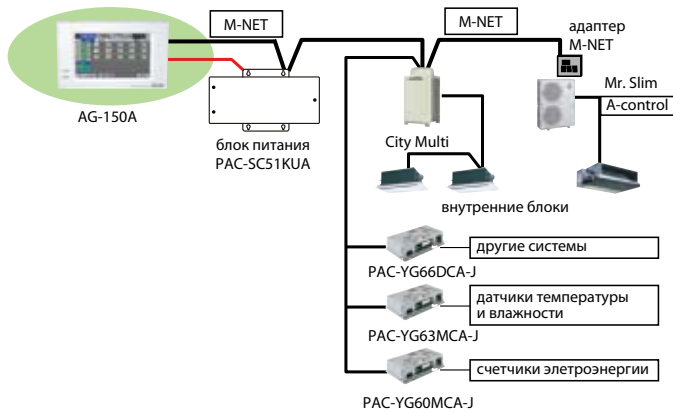 M-NET
M-NET
адаптер
M-NET
AG-150A
блок питания
PAC-SC51KUA
City Multi
Mr. Slim
A-control
внутренние блоки
другие системы
PAC-YG66DCA-J
датчики температуры
и влажности
PAC-YG63MCA-J
счетчики элетроэнергии
PAC-YG60MCA-J